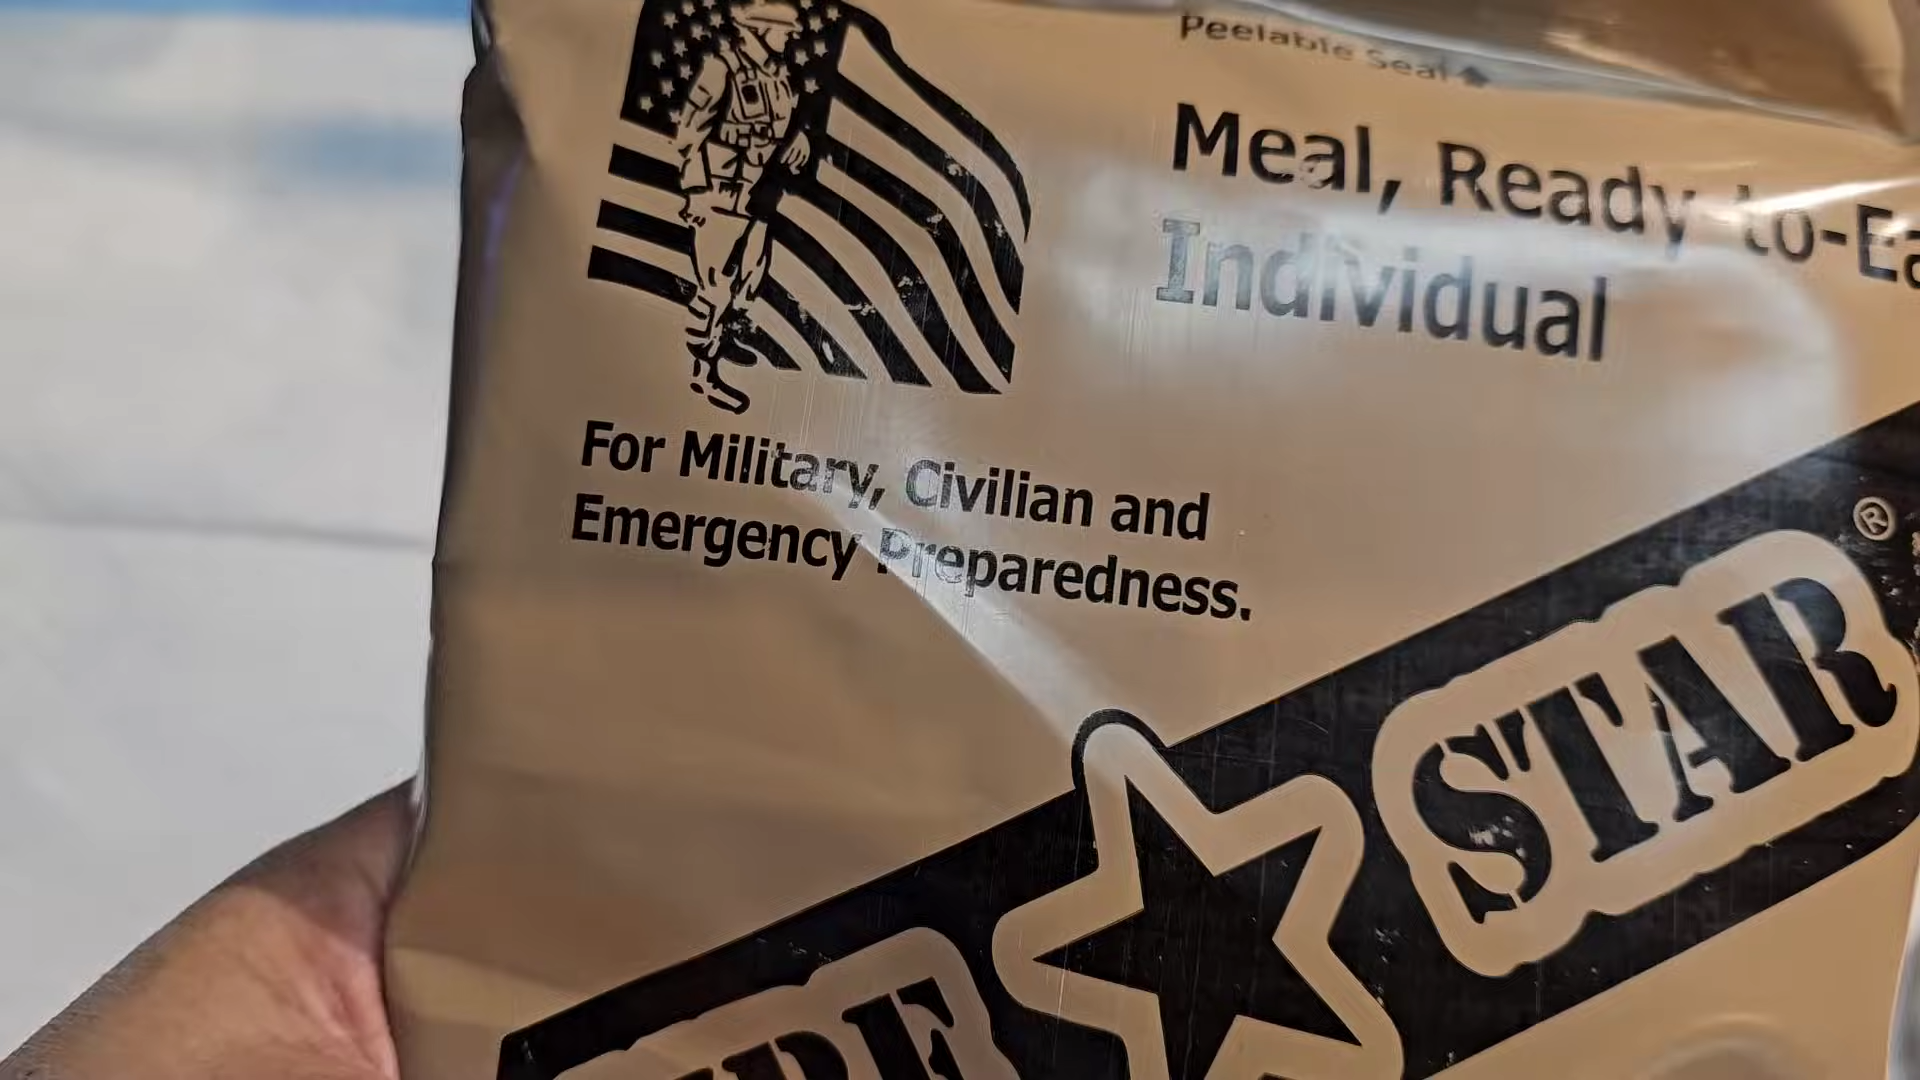 Peelable Seal
Meal, Ready-to-Ea
Individual
For Military, Civilian and
Emergency Preparedness.
®
STAR